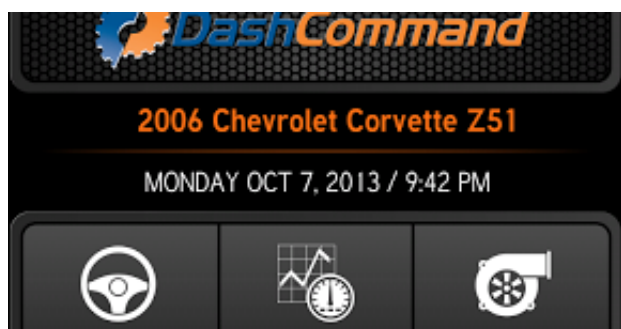 DashCommand
2006 Chevrolet Corvette Z51
MONDAY OCT 7, 2013 / 9:42 PM